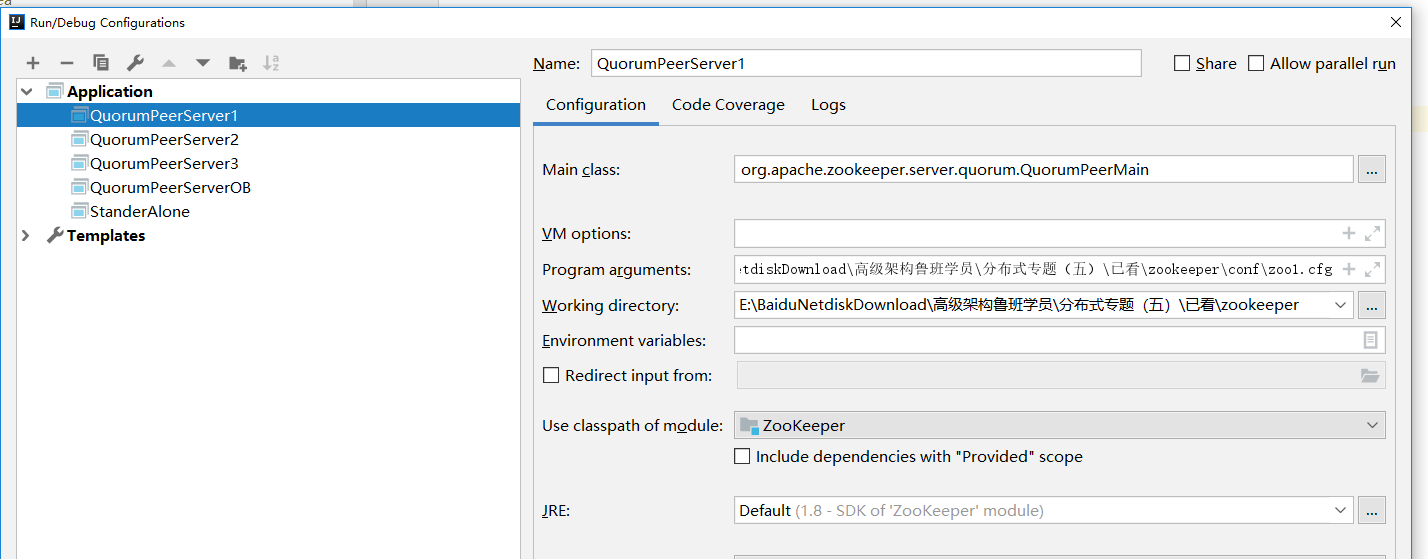 Run/Debug Configurations
Name: QuorumPeerServer1 Share Allow parallel run
Application
QuorumPeerServer1
QuorumPeerServer2
QuorumPeerServer3
QuorumPeerServerOB
StanderAlone
Templates
Configuration Code Coverage Logs
Main class: org.apache.zookeeper.server.quorum.QuorumPeerMain ...
VM options:
Program arguments: tdiskDownload\高级架构鲁班学员\分布式专题（五）\已看\zookeeper\conf\zoo1.cfg
Working directory: E:\BaiduNetdiskDownload\高级架构鲁班学员\分布式专题（五）\已看\zookeeper ...
Environment variables:
Redirect input from:
Use classpath of module: ZooKeeper
Include dependencies with "Provided" scope
JRE: Default (1.8 - SDK of 'ZooKeeper' module) ...